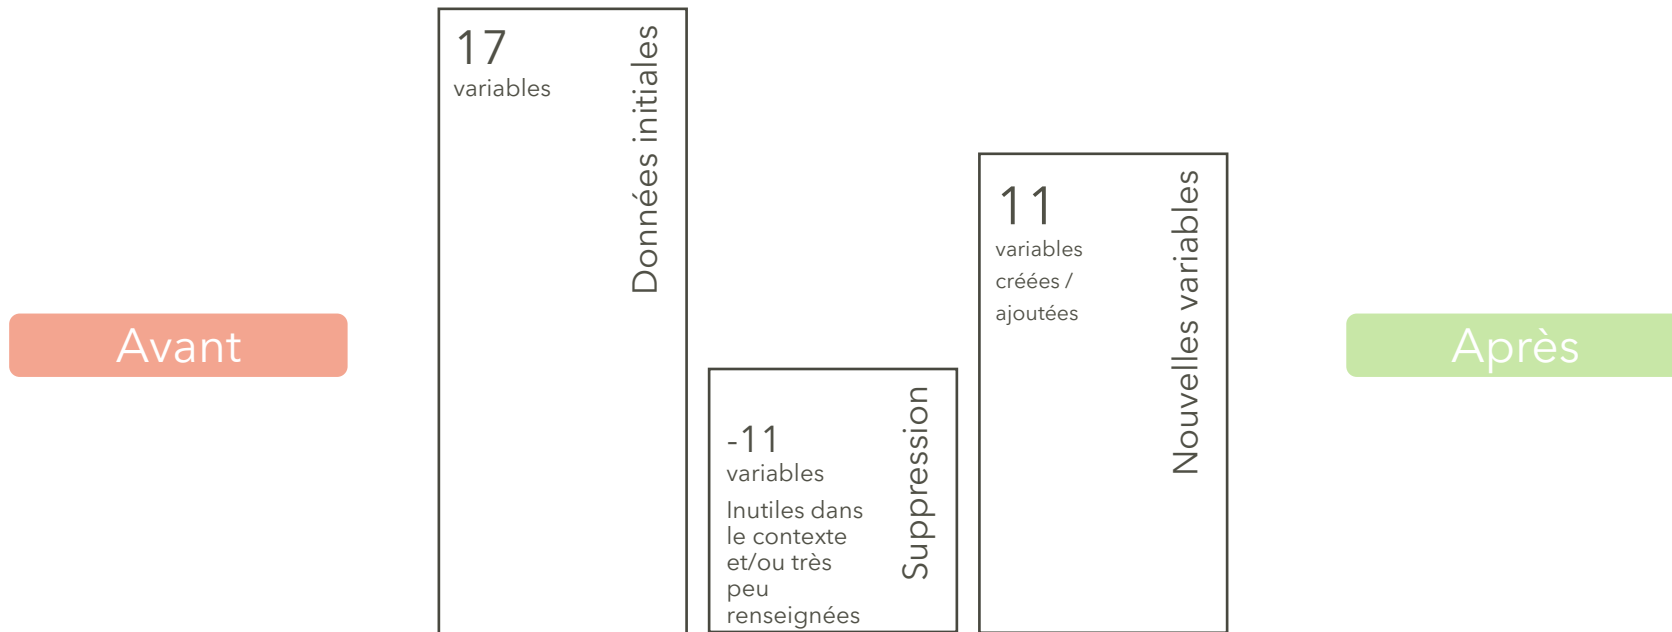 Avant
17
variables
Données initiales
-11
variables
Inutiles dans
le contexte
et/ou très
peu
renseignées
Suppression
11
variables
créées /
ajoutées
Nouvelles variables
Après